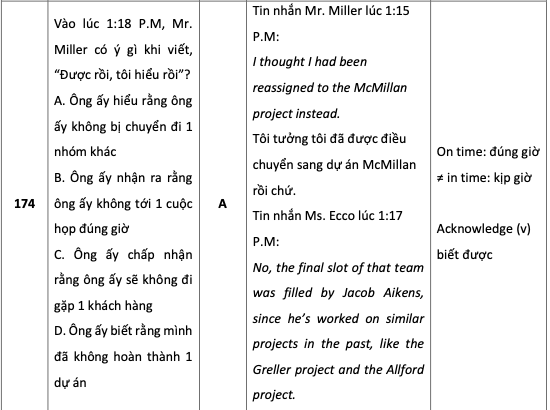 174
Vào lúc 1:18 P.M, Mr.
Miller có ý gì khi viết,
“Được rồi, tôi hiểu rồi”?
A. Ông ấy hiểu rằng ông
ấy không bị chuyển đi 1
nhóm khác
B. Ông ấy nhận ra rằng
ông ấy không tới 1 cuộc
họp đúng giờ
C. Ông ấy chấp nhận
rằng ông ấy sẽ không đi
gặp 1 khách hàng
D. Ông ấy biết rằng mình
đã không hoàn thành 1
dự án
A
Tin nhắn Mr. Miller lúc 1:15
P.M:
I thought I had been
reassigned to the McMillan
project instead.
Tôi tưởng tôi đã được điều
chuyển sang dự án McMillan
rồi chứ.
Tin nhắn Ms. Ecco lúc 1:17
P.M:
No, the final slot of that team
was filled by Jacob Aikens,
since he’s worked on similar
projects in the past, like the
Greller project and the Allford
project.
On time: đúng giờ
≠ in time: kịp giờ
Acknowledge (v)
biết được